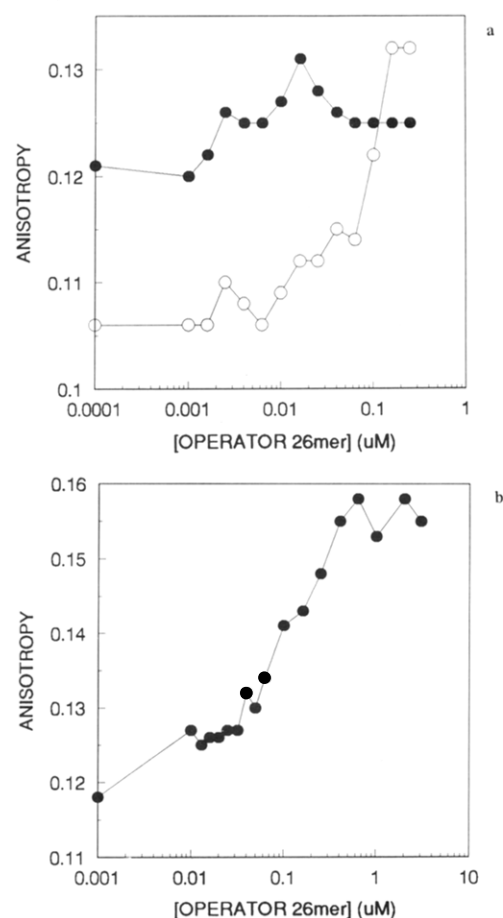 a
0.13
0.12
0.11
0.1
ANISOTROPY
0.0001 0.001 0.01 0.1 1
[OPERATOR 26mer] (uM)
b
0.16
0.15
0.14
0.13
0.12
0.11
ANISOTROPY
0.001 0.01 0.1 1 10
[OPERATOR 26mer] (uM)